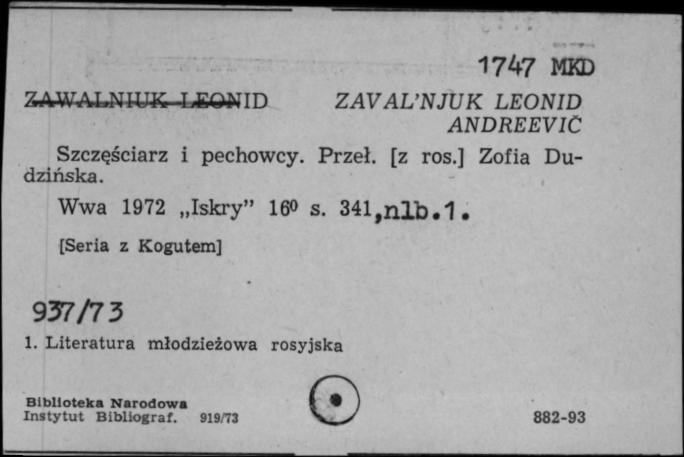 1747 MKD
ZAWALNIUK LEONID ZAVAL'NJUK LEONID
ANDREEVIČ
Szczęściarz i pechowcy. Przeł. [z ros.] Zofia Du-
dzińska.
Wwa 1972 „Iskry” 16⁰ s. 341,nlb.1.
[Seria z Kogutem]
937/73
1. Literatura młodzieżowa rosyjska
Biblioteka Narodowa
Instytut Bibliograf. 919/73 882-93